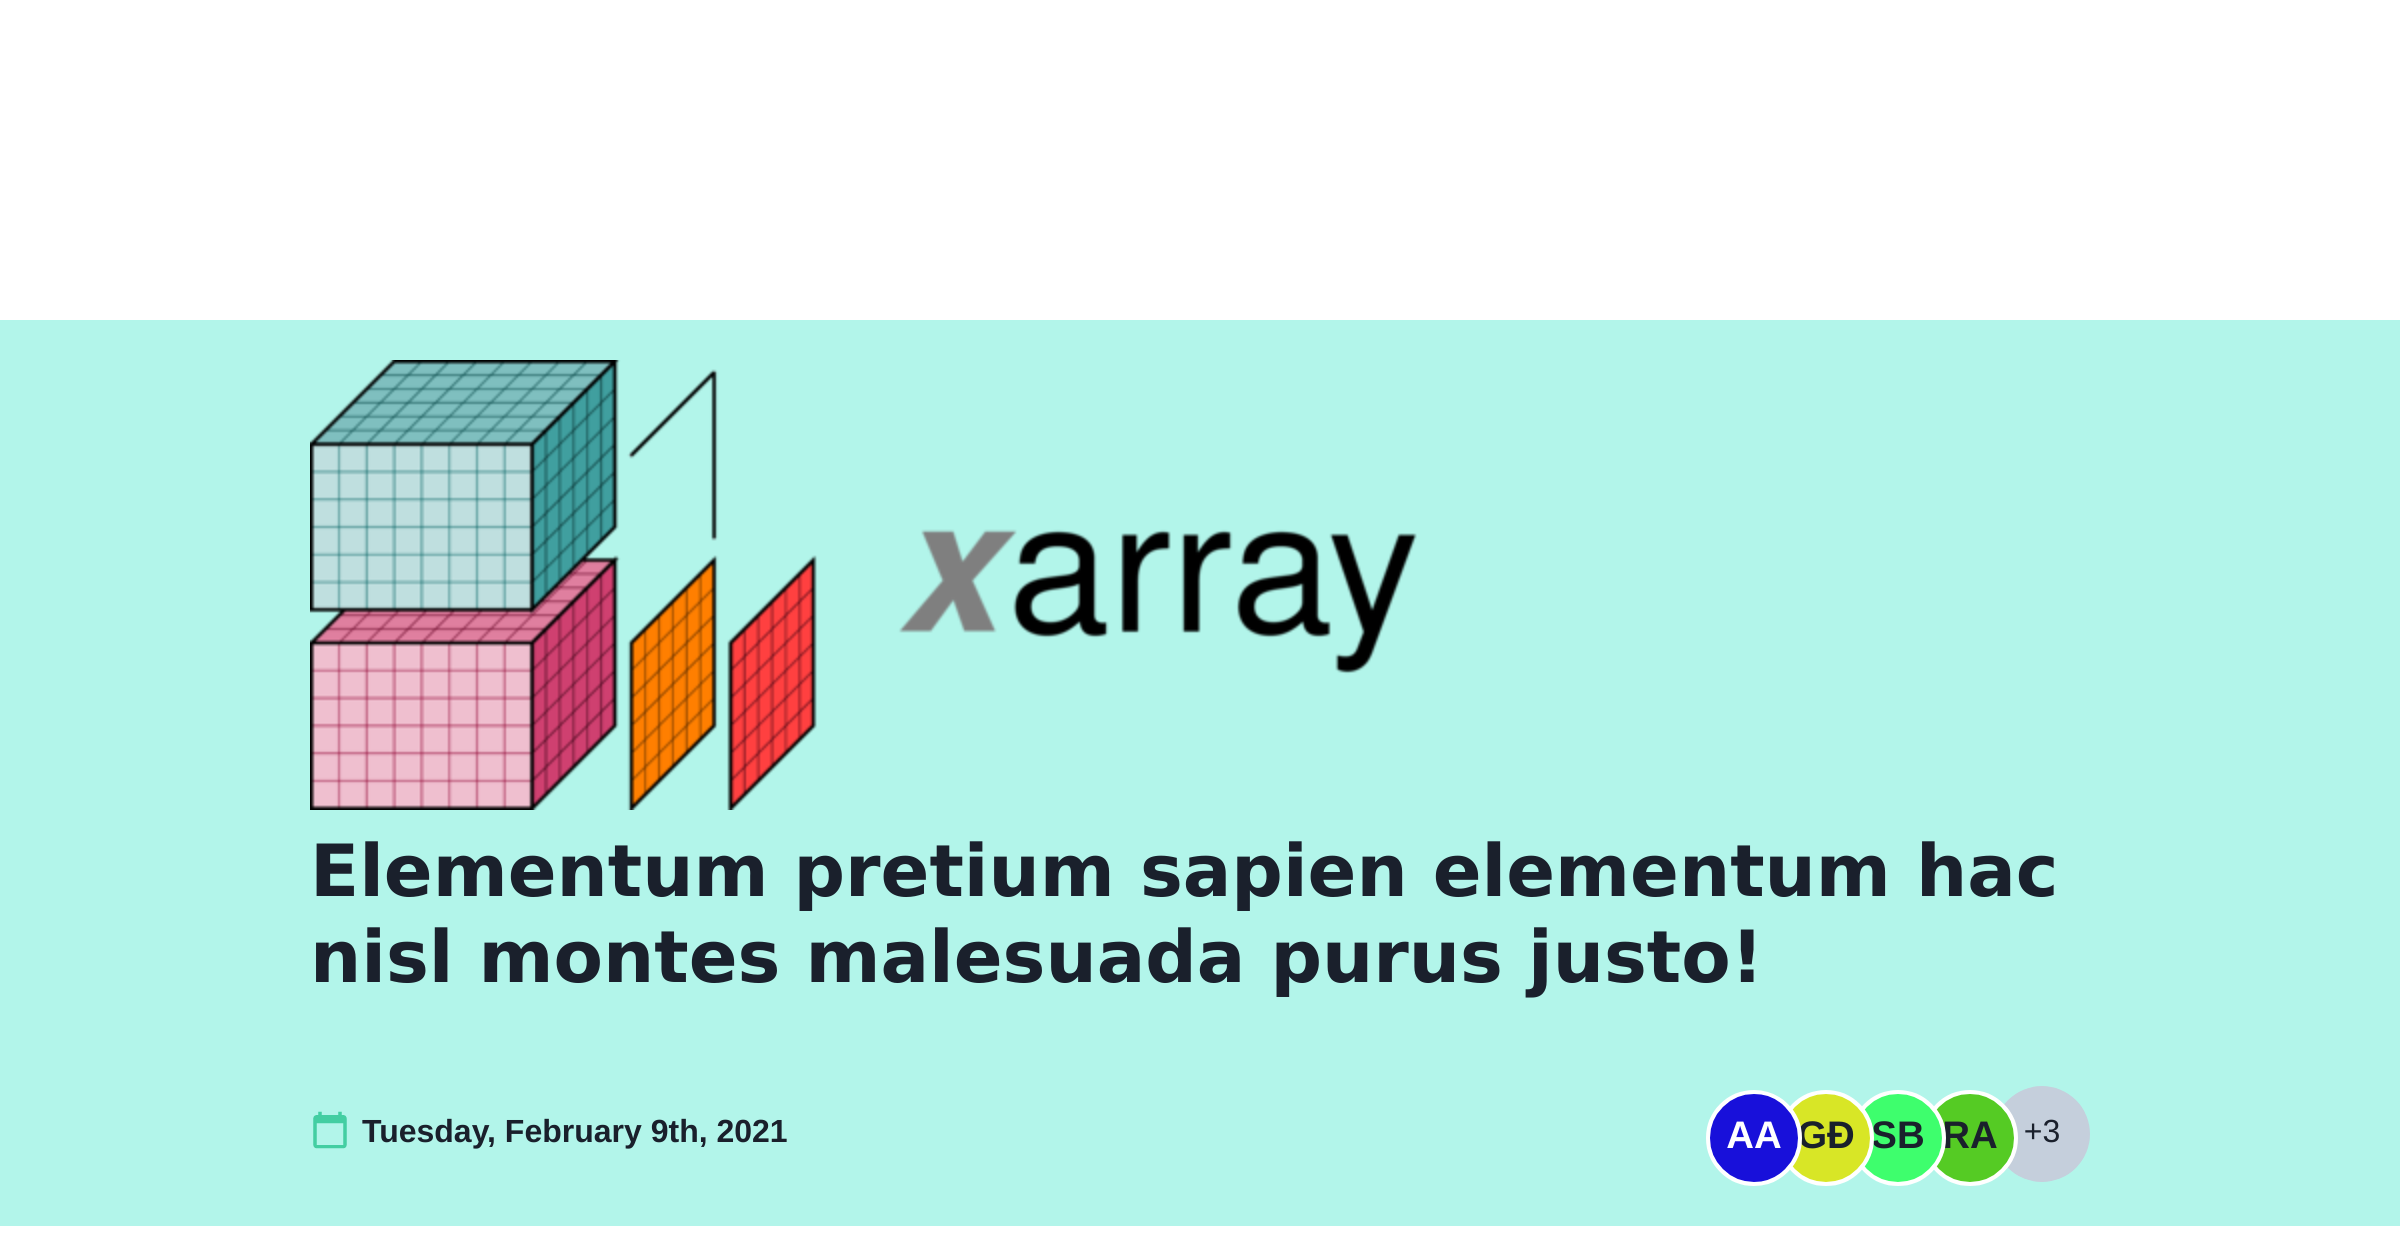 xarray
Elementum pretium sapien elementum hac
nisl montes malesuada purus justo!
Tuesday, February 9th, 2021
AA GĐ SB RA +3